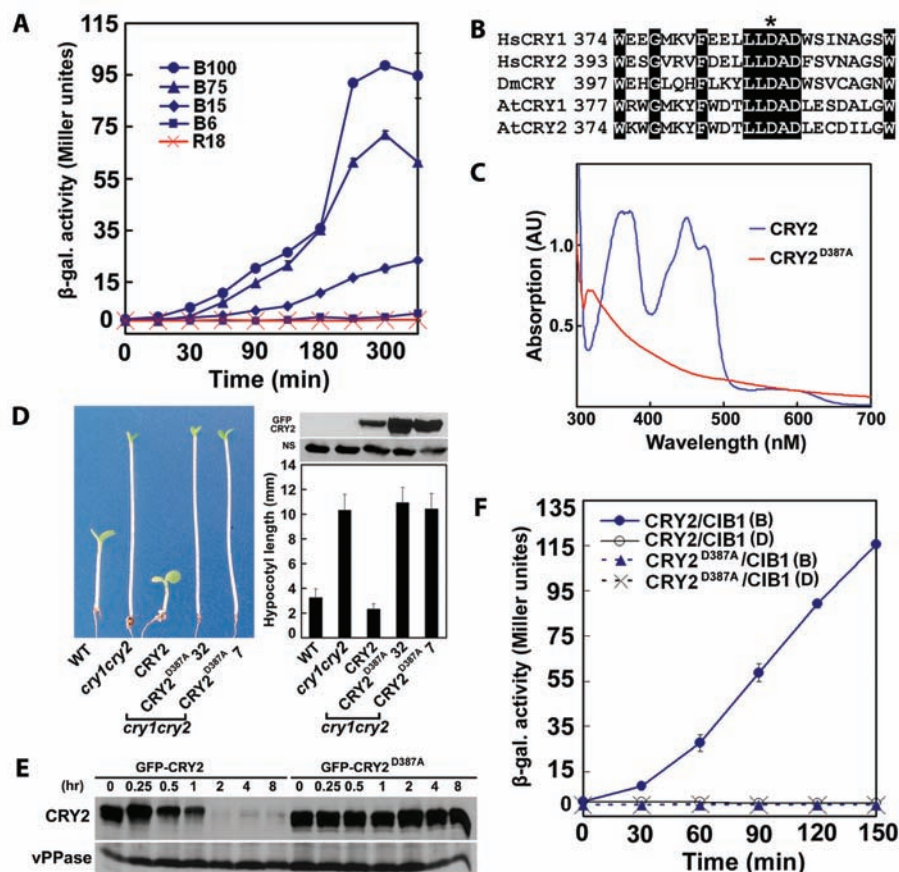 A
β-gal. activity (Miller unites)
115
95
75
55
35
15
0
B100
B75
B15
B6
R18
0 30 90 180 300
Time (min)
B
*
HsCRY1 374 WEEGMKVFEELLLDADWSINAGSW
HsCRY2 393 WESGVRVFDELLLDADFSVNAGSW
DmCRY 397 WEHGLQHFLKYLLDADWSVCAGNW
AtCRY1 377 WRWGMKYFWDTLLDADLESDALGW
AtCRY2 374 WKWGMKYFWDTLLDADLECDILGW
C
Absorption (AU)
1.0
0.5
CRY2
CRY2D387A
300 400 500 600 700
Wavelength (nM)
D
WT
cry1cry2
CRY2
CRY2D387A 32
CRY2D387A 7
cry1cry2
GFP
CRY2
NS
Hypocotyl length (mm)
14
12
10
8
6
4
2
0
WT
cry1cry2
CRY2
CRY2D387A 32
CRY2D387A 7
cry1cry2
E
GFP-CRY2 GFP-CRY2D387A
(hr) 0 0.25 0.5 1 2 4 8 0 0.25 0.5 1 2 4 8
CRY2
vPPase
F
β-gal. activity (Miller unites)
135
115
95
75
55
35
15
0
CRY2/CIB1 (B)
CRY2/CIB1 (D)
CRY2D387A/CIB1 (B)
CRY2D387A/CIB1 (D)
0 30 60 90 120 150
Time (min)